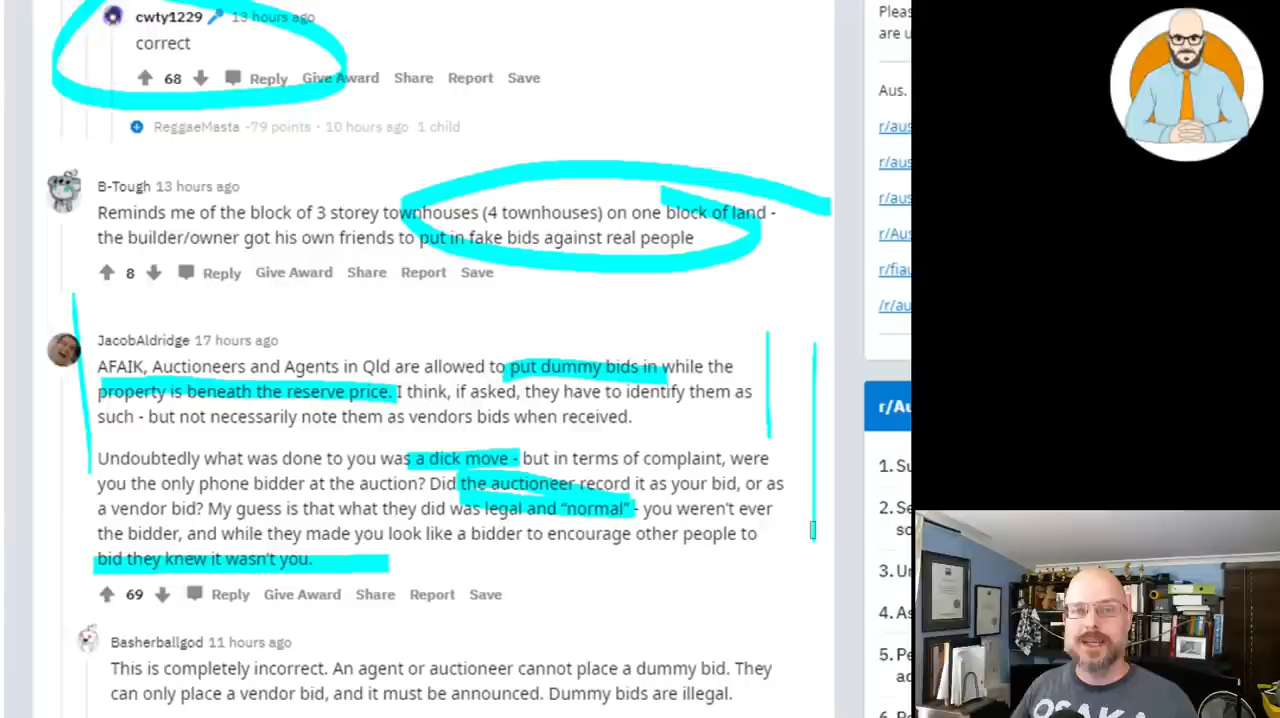 cwty1229 13 hours ago
correct
68 Reply Give Award Share Report Save
ReggaeMasta -79 points · 10 hours ago 1 child
B-Tough 13 hours ago
Reminds me of the block of 3 storey townhouses (4 townhouses) on one block of land -
the builder/owner got his own friends to put in fake bids against real people
8 Reply Give Award Share Report Save
JacobAldridge 17 hours ago
AFAIK, Auctioneers and Agents in Qld are allowed to put dummy bids in while the
property is beneath the reserve price. I think, if asked, they have to identify them as
such - but not necessarily note them as vendors bids when received.
Undoubtedly what was done to you was a dick move - but in terms of complaint, were
you the only phone bidder at the auction? Did the auctioneer record it as your bid, or as
a vendor bid? My guess is that what they did was legal and “normal” - you weren't ever
the bidder, and while they made you look like a bidder to encourage other people to
bid they knew it wasn't you.
69 Reply Give Award Share Report Save
Basherballgod 11 hours ago
This is completely incorrect. An agent or auctioneer cannot place a dummy bid. They
can only place a vendor bid, and it must be announced. Dummy bids are illegal.
Pleas
are u
Aus.
r/aus
r/aus
r/aus
r/Aus
r/fiau
/r/aus
r/Au
1. Su
2. Se
so
3. Un
4. As
5. Pe
ad
OSAKA